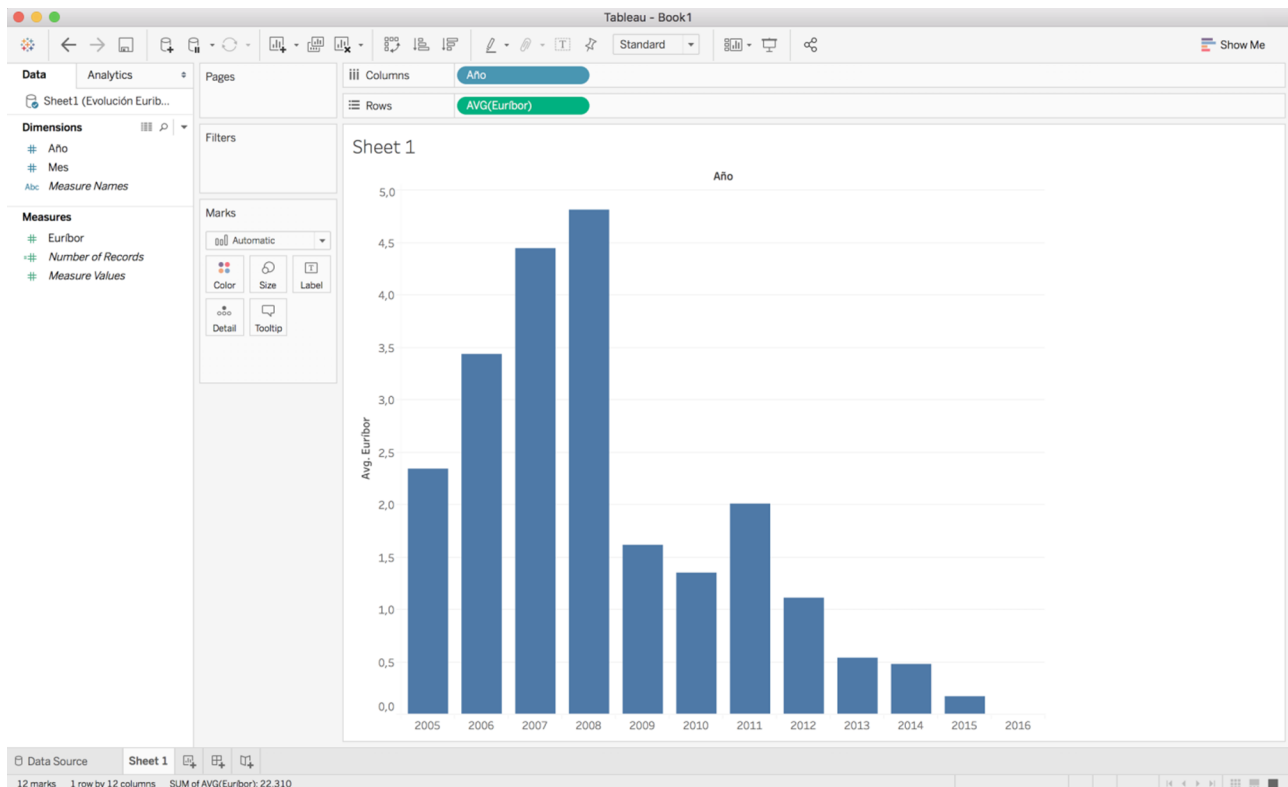 Tableau - Book1
Standard
Show Me
Data
Analytics
Pages
Columns
Año
Sheet1 (Evolución Eurib...
Rows
AVG(Euríbor)
Dimensions
Filters
Año
Mes
Abc Measure Names
Sheet 1
Año
Measures
Marks
Euríbor
Automatic
Number of Records
Measure Values
Color
Size
Label
Detail
Tooltip
Avg. Euríbor
5,0
4,5
4,0
3,5
3,0
2,5
2,0
1,5
1,0
0,5
0,0
2005 2006 2007 2008 2009 2010 2011 2012 2013 2014 2015 2016
Data Source
Sheet 1
12 marks 1 row by 12 columns SUM of AVG(Euríbor): 22,310